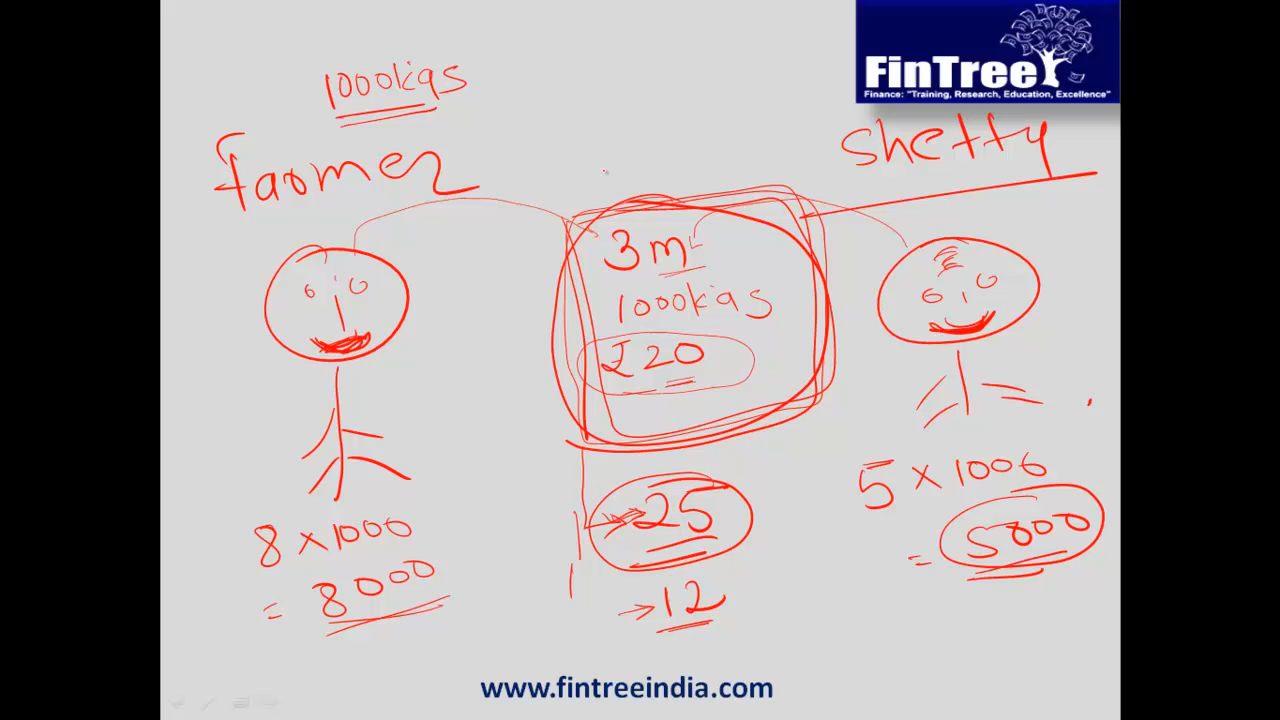 1000kgs
FinTree
Finance: "Training, Research, Education, Excellence"
farmer
shetty
3m
1000kgs
₹20
25
12
8 × 1000
= 8000
5 × 1000
= 5000
www.fintreeindia.com